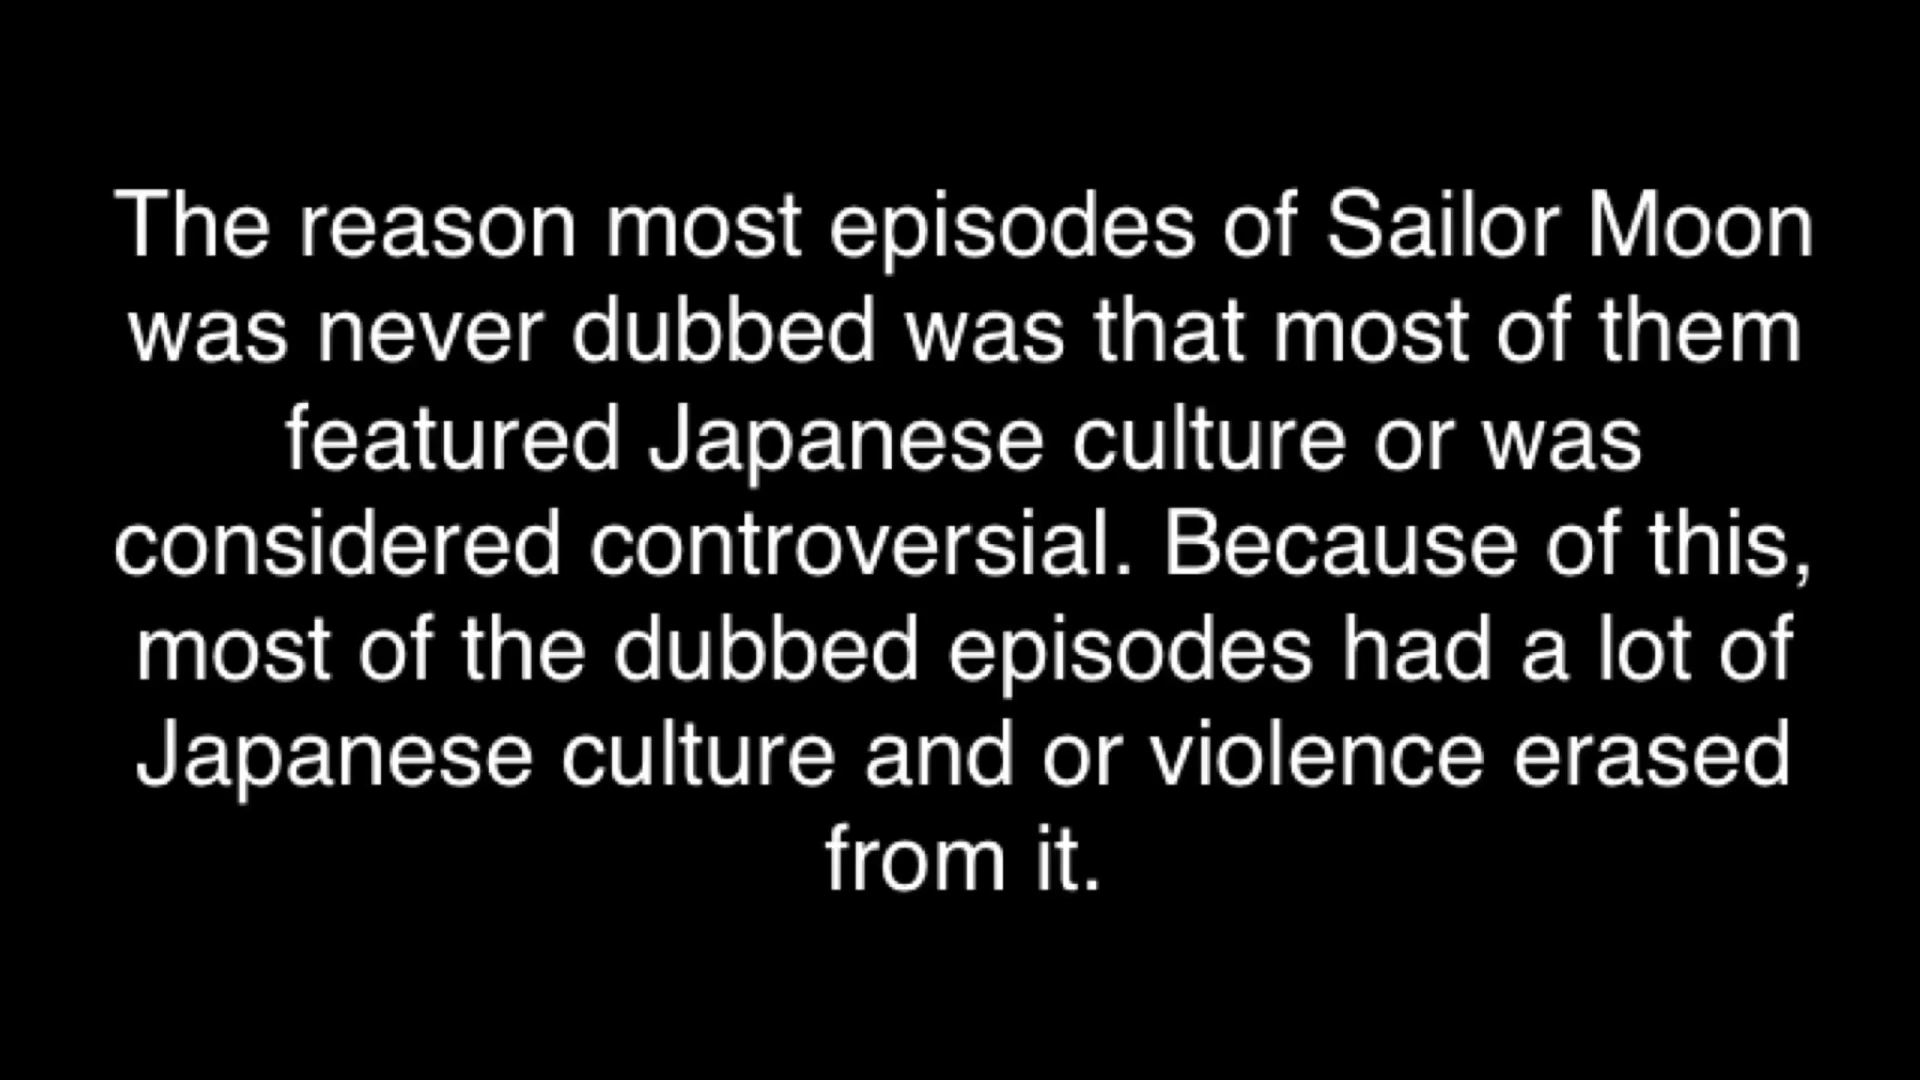 The reason most episodes of Sailor Moon
was never dubbed was that most of them
featured Japanese culture or was
considered controversial. Because of this,
most of the dubbed episodes had a lot of
Japanese culture and or violence erased
from it.